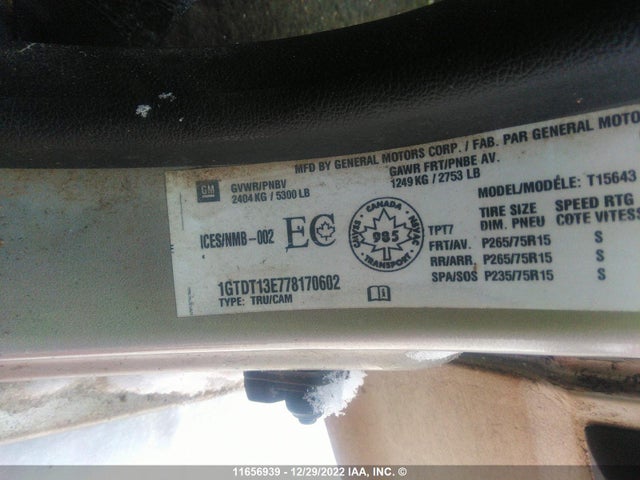 MFD BY GENERAL MOTORS CORP. / FAB. PAR GENERAL MOTO
GM
GVWR/PNBV
2404 KG / 5300 LB
GAWR FRT/PNBE AV.
1249 KG / 2753 LB
MODEL/MODÉLE: T15643
ICES/NMB-002
EC
CANADA
985
TRANSPORT
TPT7
TIRE SIZE SPEED RTG
DIM. PNEU COTE VITESS
FRT/AV. P265/75R15 S
RR/ARR. P265/75R15 S
SPA/SOS P235/75R15 S
1GTDT13E778170602
TYPE: TRU/CAM
11656939 - 12/29/2022 IAA, INC. ©